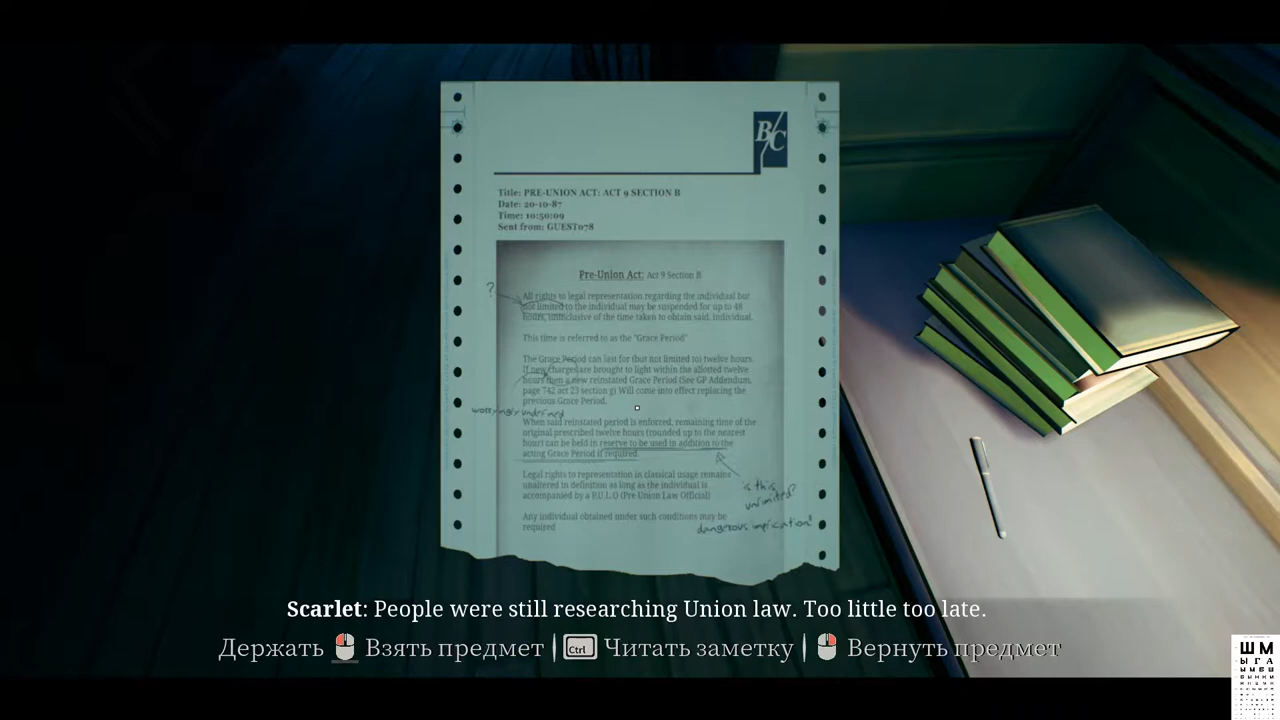 B/C
Title: PRE-UNION ACT: ACT 9 SECTION B
Date: 20-10-87
Time: 10:50:09
Sent from: GUEST078
Pre-Union Act: Act 9 Section B
?
All rights to legal representation regarding the individual but
not limited to the individual may be suspended for up to 48
hours, of the time taken to obtain said. Individual.
This time is referred to as the "Grace Period"
The Grace Period can last for (but not limited to) twelve hours.
If new charges are brought to light within the allotted twelve
hours then a new reinstated Grace Period (See GP Addendum,
page 742 act 23 section g) Will come into effect replacing the
previous Grace Period.
worryingly undefined
When said reinstated period is enforced, remaining time of the
original prescribed twelve hours (rounded up to the nearest
hour) can be held in reserve to be used in addition to the
acting Grace Period if required.
Legal rights to representation in classical usage remains
unaltered in definition as long as the individual is
accompanied by a P.U.L.O (Pre Union Law Official)
is this
unlimited?
dangerous implication!
Any individual obtained under such conditions may be
required
Scarlet: People were still researching Union law. Too little too late.
Держать Взять предмет | Ctrl Читать заметку | Вернуть предмет
Ш М
Ы Г А